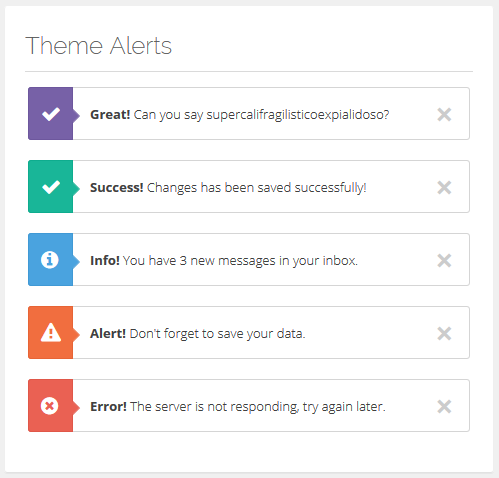 Theme Alerts
Great! Can you say supercalifragilisticoexpialidoso?
Success! Changes has been saved successfully!
Info! You have 3 new messages in your inbox.
Alert! Don't forget to save your data.
Error! The server is not responding, try again later.